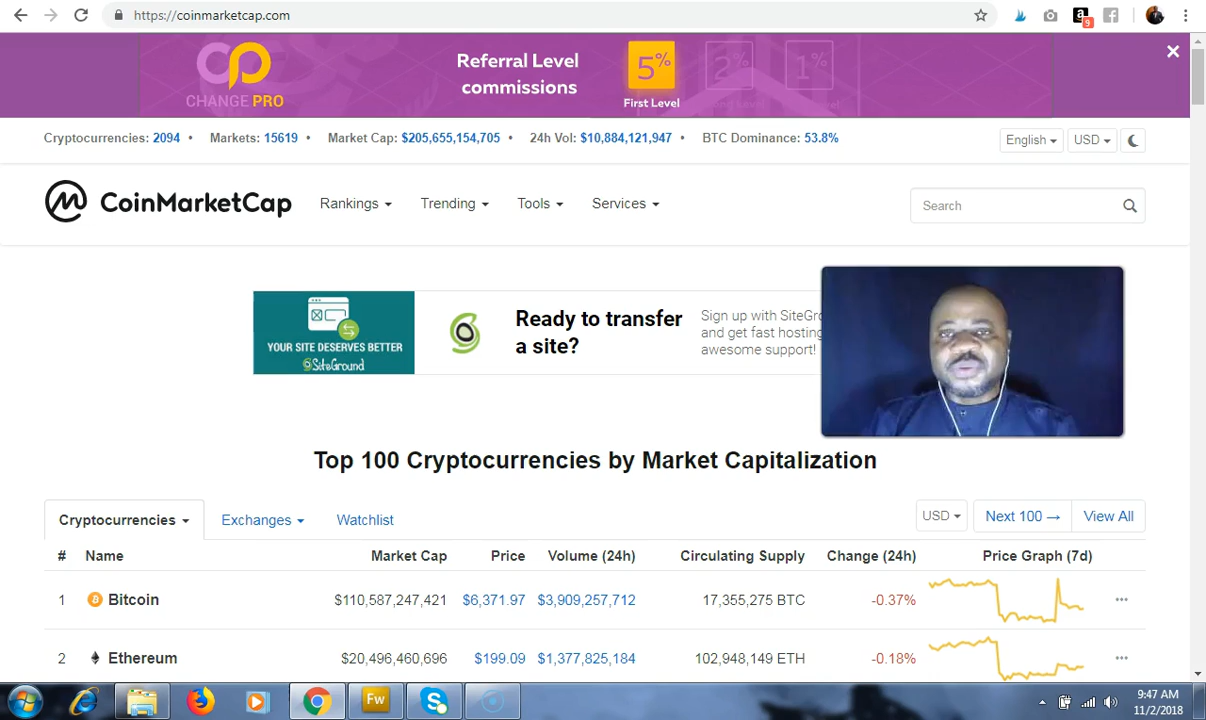 https://coinmarketcap.com
9
CHANGE PRO
Referral Level
commissions
5%
First Level
2%
1%
Cryptocurrencies: 2094 • Markets: 15619 • Market Cap: $205,655,154,705 • 24h Vol: $10,884,121,947 • BTC Dominance: 53.8%
English
USD
CoinMarketCap
Rankings
Trending
Tools
Services
Search
YOUR SITE DESERVES BETTER
SiteGround
Ready to transfer
a site?
Sign up with
and get fast hosting
awesome support!
Top 100 Cryptocurrencies by Market Capitalization
Cryptocurrencies
Exchanges
Watchlist
USD
Next 100 →
View All
# Name Market Cap Price Volume (24h) Circulating Supply Change (24h) Price Graph (7d)
1 Bitcoin $110,587,247,421 $6,371.97 $3,909,257,712 17,355,275 BTC -0.37%
2 Ethereum $20,496,460,696 $199.09 $1,377,825,184 102,948,149 ETH -0.18%
Fw
9:47 AM
11/2/2018